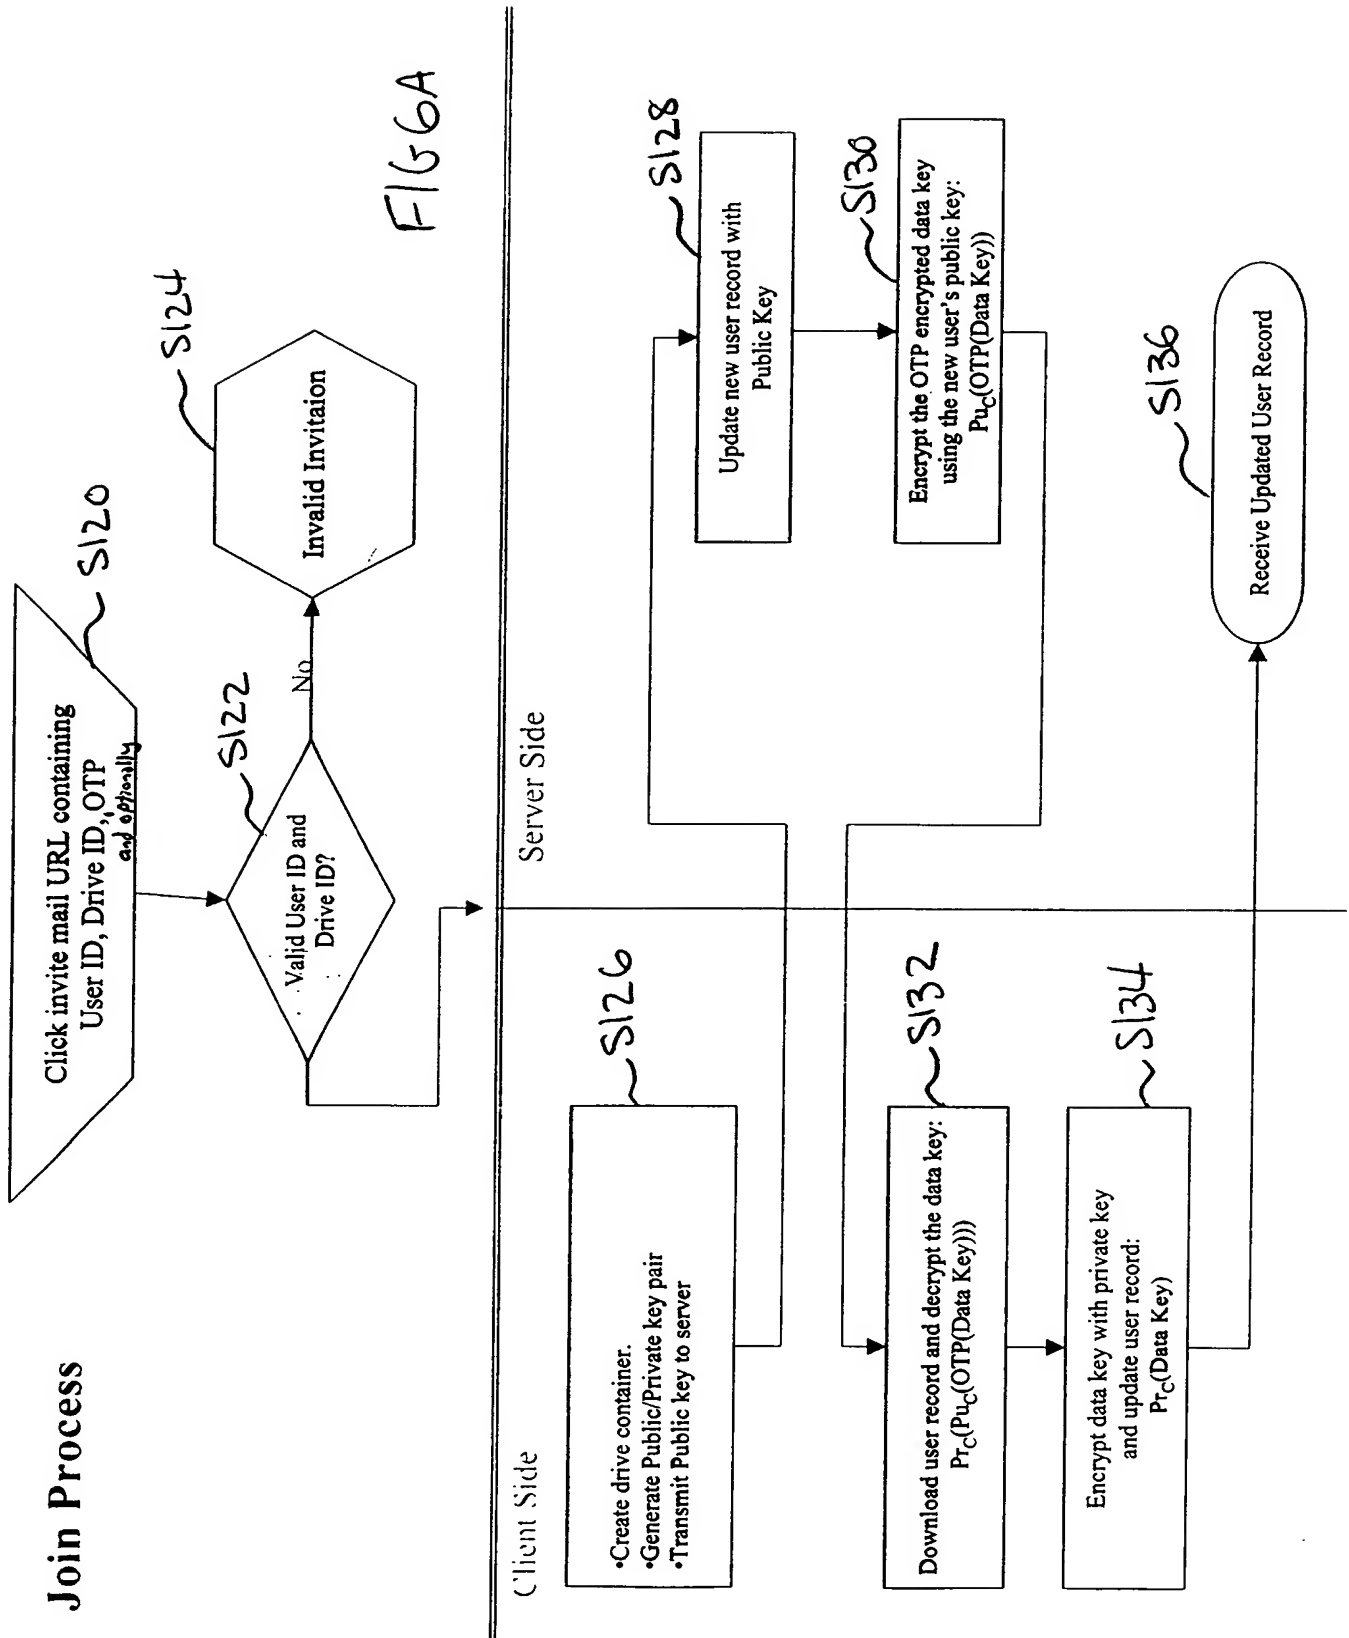 Join Process
Click invite mail URL containing
User ID, Drive ID, OTP
and optionally
S120
Valid User ID and
Drive ID?
S122
No
Invalid Invitaion
S124
FIG 6A
Client Side
Server Side
•Create drive container.
•Generate Public/Private key pair
•Transmit Public key to server
S126
Update new user record with
Public Key
S128
Encrypt the OTP encrypted data key
using the new user's public key:
PuC(OTP(Data Key))
S130
Download user record and decrypt the data key:
PrC(PuC(OTP(Data Key)))
S132
Encrypt data key with private key
and update user record:
PrC(Data Key)
S134
Receive Updated User Record
S136